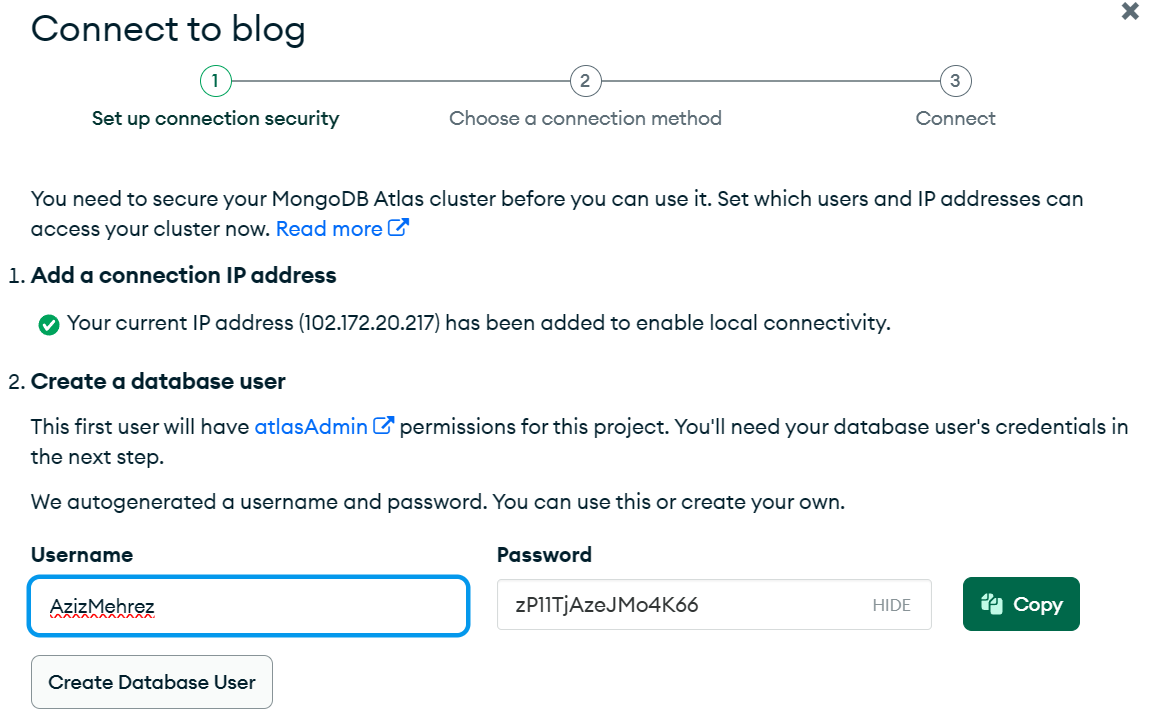 Connect to blog
1
2
3
Set up connection security
Choose a connection method
Connect
You need to secure your MongoDB Atlas cluster before you can use it. Set which users and IP addresses can
access your cluster now. Read more
1. Add a connection IP address
Your current IP address (102.172.20.217) has been added to enable local connectivity.
2. Create a database user
This first user will have atlasAdmin permissions for this project. You'll need your database user's credentials in
the next step.
We autogenerated a username and password. You can use this or create your own.
Username
Password
AzizMehrez
zP11TjAzeJMo4K66
HIDE
Copy
Create Database User